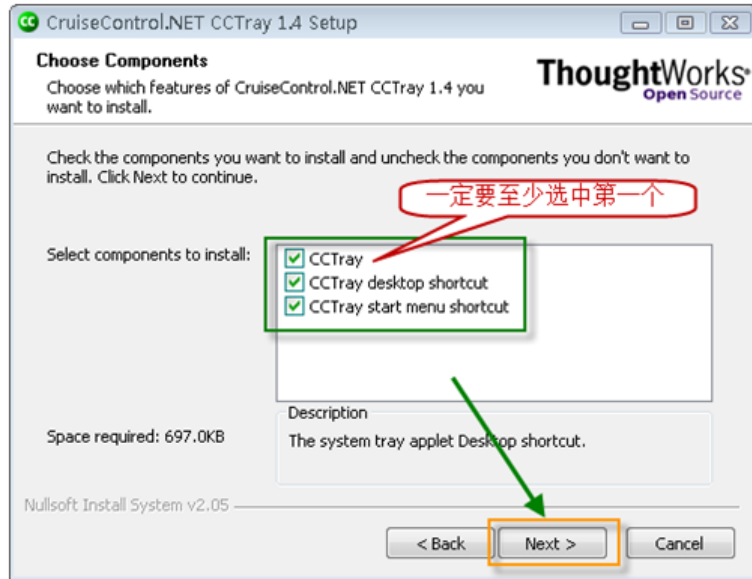 CruiseControl.NET CCTray 1.4 Setup
Choose Components
Choose which features of CruiseControl.NET CCTray 1.4 you
want to install.
ThoughtWorks
Open Source
Check the components you want to install and uncheck the components you don't want to
install. Click Next to continue.
一定要至少选中第一个
Select components to install:
CCTray
CCTray desktop shortcut
CCTray start menu shortcut
Space required: 697.0KB
Description
The system tray applet Desktop shortcut.
Nullsoft Install System v2.05
< Back
Next >
Cancel